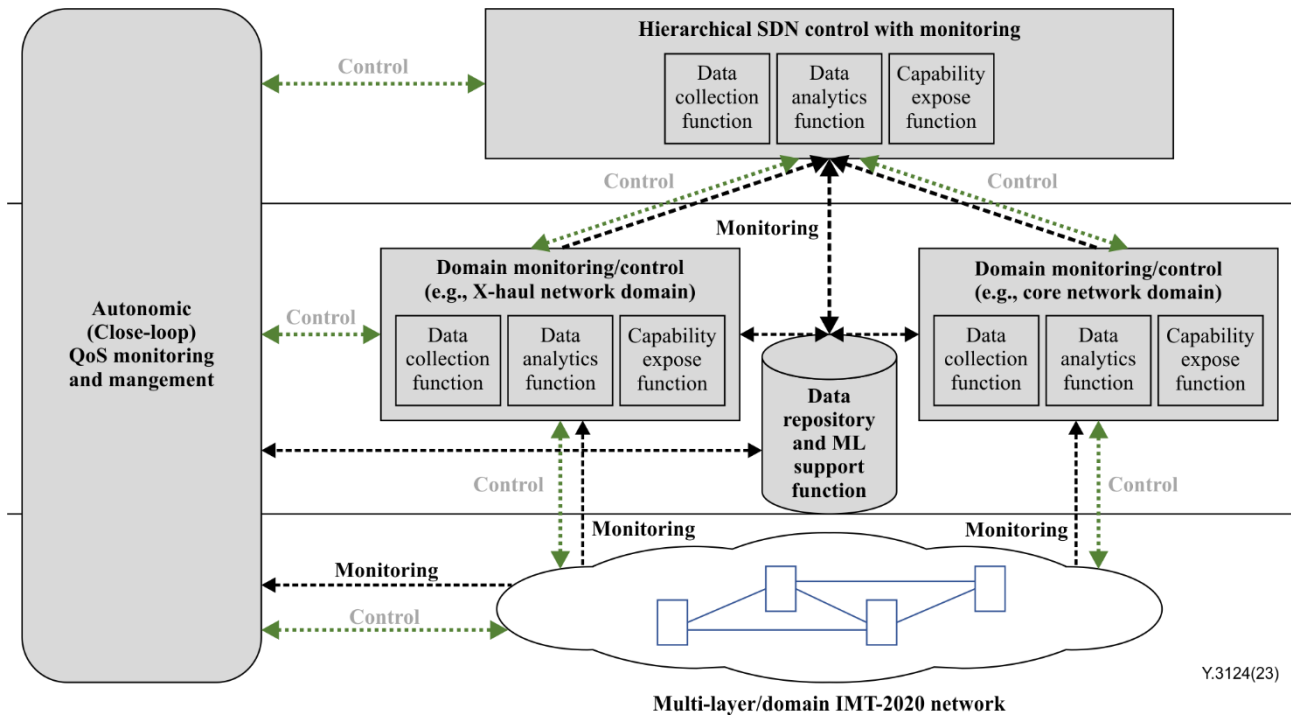 Hierarchical SDN control with monitoring
Control
Data
collection
function
Data
analytics
function
Capability
expose
function
Control
Control
Monitoring
Autonomic
(Close-loop)
QoS monitoring
and mangement
Control
Domain monitoring/control
(e.g., X-haul network domain)
Data
collection
function
Data
analytics
function
Capability
expose
function
Data
repository
and ML
support
function
Domain monitoring/control
(e.g., core network domain)
Data
collection
function
Data
analytics
function
Capability
expose
function
Control
Control
Monitoring
Monitoring
Monitoring
Control
Y.3124(23)
Multi-layer/domain IMT-2020 network